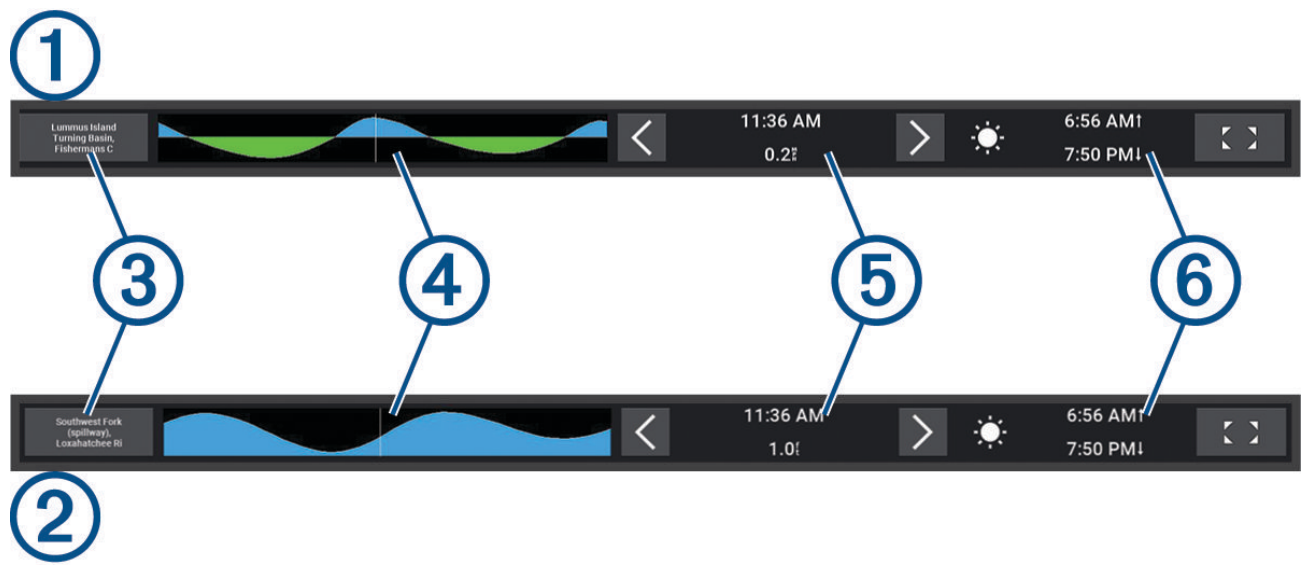 1
Lummus Island
Turning Basin,
Fishermans C
11:36 AM
0.2
6:56 AM↑
7:50 PM↓
3
4
5
6
Southwest Fork
(spillway),
Loxahatchee Ri
11:36 AM
1.0
6:56 AM↑
7:50 PM↓
2